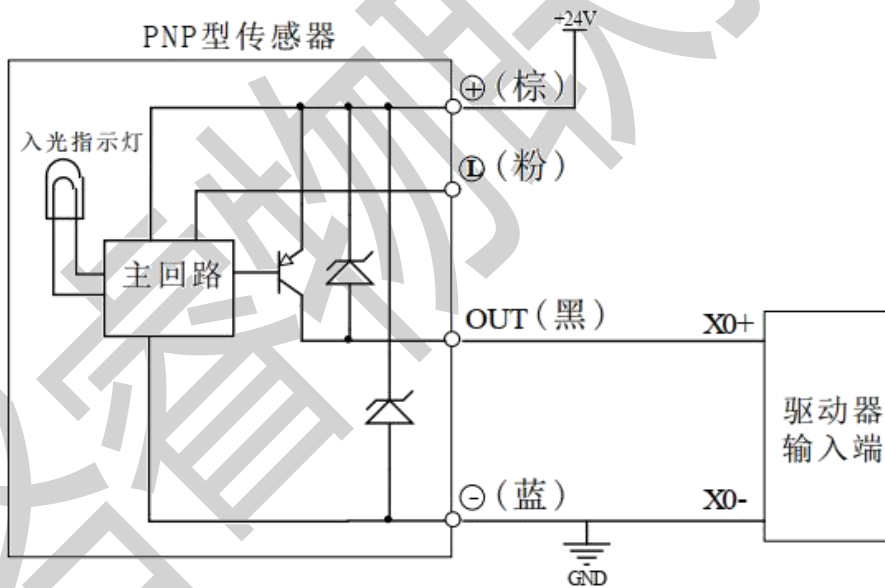 +24V
PNP型传感器
⊕(棕)
入光指示灯
Ⓛ(粉)
主回路
OUT(黑)
X0+
驱动器
输入端
⊖(蓝)
X0-
GND